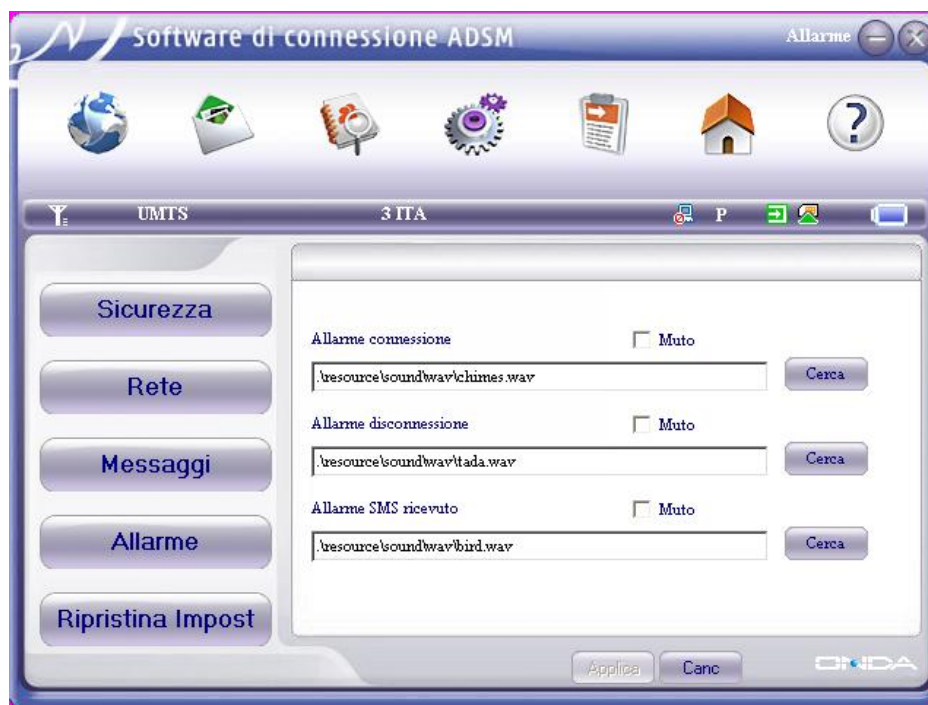 Software di connessione ADSM
Allarme
UMTS
3 ITA
P
Sicurezza
Rete
Messaggi
Allarme
Ripristina Impost
Allarme connessione
Muto
.\resource\sound\wav\chimes.wav
Cerca
Allarme disconnessione
Muto
.\resource\sound\wav\tada.wav
Cerca
Allarme SMS ricevuto
Muto
.\resource\sound\wav\bird.wav
Cerca
Applica
Canc
ONDA